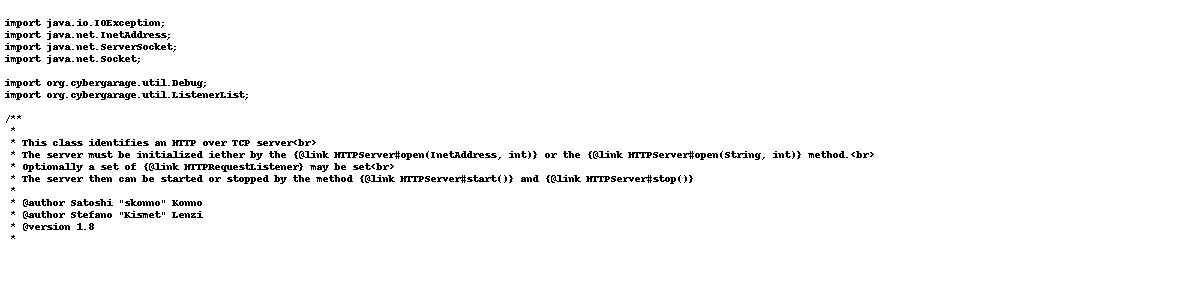 import java.io.IOException;
import java.net.InetAddress;
import java.net.ServerSocket;
import java.net.Socket;

import org.cybergarage.util.Debug;
import org.cybergarage.util.ListenerList;

/**
 *
 * This class identifies an HTTP over TCP server<br>
 * The server must be initialized iether by the {@link HTTPServer#open(InetAddress, int)} or the {@link HTTPServer#open(String, int)} method.<br>
 * Optionally a set of {@link HTTPRequestListener} may be set<br>
 * The server then can be started or stopped by the method {@link HTTPServer#start()} and {@link HTTPServer#stop()}
 *
 * @author Satoshi "skonno" Konno
 * @author Stefano "Kismet" Lenzi
 * @version 1.8
 *